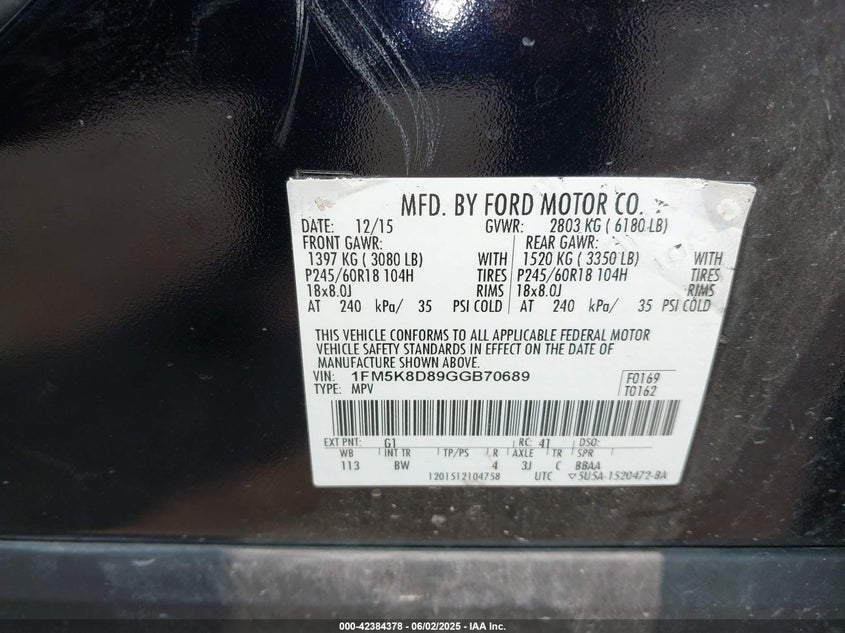 MFD. BY FORD MOTOR CO.
DATE: 12/15 GVWR: 2803 KG ( 6180 LB)
FRONT GAWR: REAR GAWR:
1397 KG ( 3080 LB) WITH 1520 KG ( 3350 LB) WITH
P245/60R18 104H TIRES P245/60R18 104H TIRES
18x8.0J RIMS 18x8.0J RIMS
AT 240 kPa/ 35 PSI COLD AT 240 kPa/ 35 PSI COLD
THIS VEHICLE CONFORMS TO ALL APPLICABLE FEDERAL MOTOR
VEHICLE SAFETY STANDARDS IN EFFECT ON THE DATE OF
MANUFACTURE SHOWN ABOVE.
VIN: 1FM5K8D89GGB70689 F0169
TYPE: MPV T0162
EXT PNT: G1 RC: 41 DSO:
WB INT TR TP/PS R AXLE TR SPR
113 BW 4 3J C BBAA
1201512104758 UTC ▽5U5A-1520472-BA
000-42384378 - 06/02/2025 - IAA Inc.